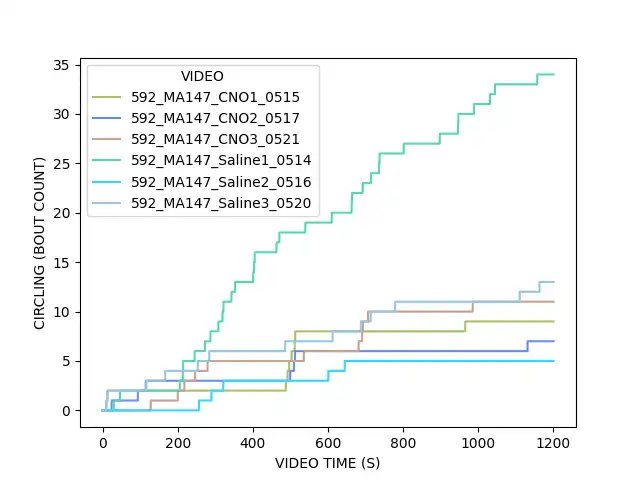 35
30
25
20
15
10
5
0
CIRCLING (BOUT COUNT)
VIDEO
592_MA147_CNO1_0515
592_MA147_CNO2_0517
592_MA147_CNO3_0521
592_MA147_Saline1_0514
592_MA147_Saline2_0516
592_MA147_Saline3_0520
0 200 400 600 800 1000 1200
VIDEO TIME (S)